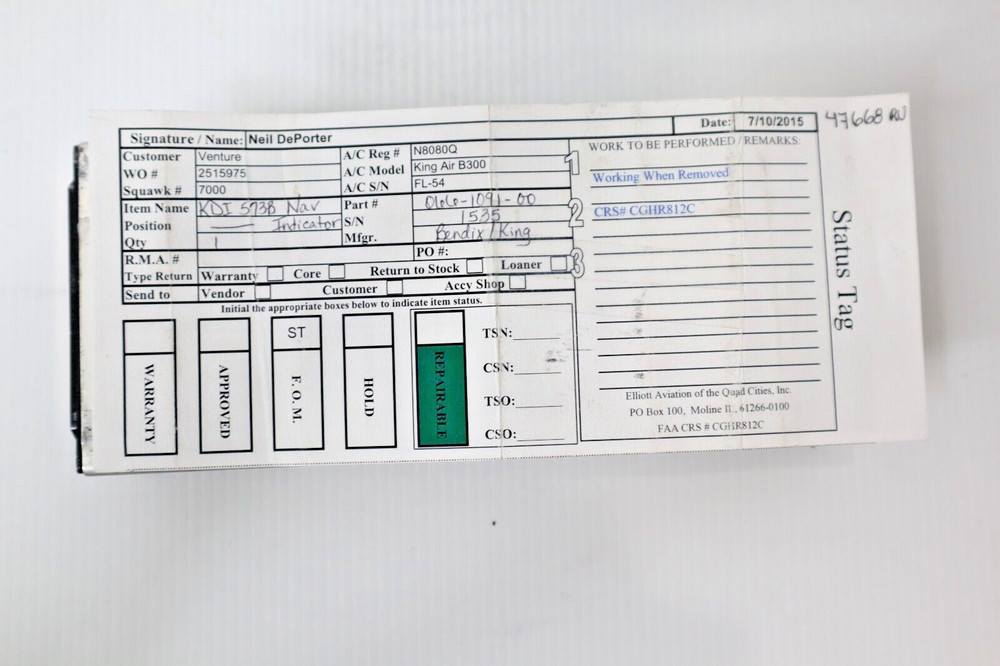 Signature / Name: Neil DePorter Date: 7/10/2015 47668 RU
Customer Venture A/C Reg # N8080Q
WO # 2515975 A/C Model King Air B300
Squawk # 7000 A/C S/N FL-54
Item Name KDI 573B Nav Part # 066-1091-00
Position Indicator S/N 1535
Qty 1 Mfgr. Bendix/King
R.M.A. # PO #:
Type Return Warranty Core Return to Stock Loaner
Send to Vendor Customer Accy Shop
Initial the appropriate boxes below to indicate item status.
WARRANTY
APPROVED
ST
F. O. M.
HOLD
REPAIRABLE
TSN:
CSN:
TSO:
CSO:
1
2
3
WORK TO BE PERFORMED / REMARKS:
Working When Removed
CRS# CGHR812C
Elliott Aviation of the Quad Cities, Inc.
PO Box 100, Moline IL, 61266-0100
FAA CRS # CGHR812C
Status Tag